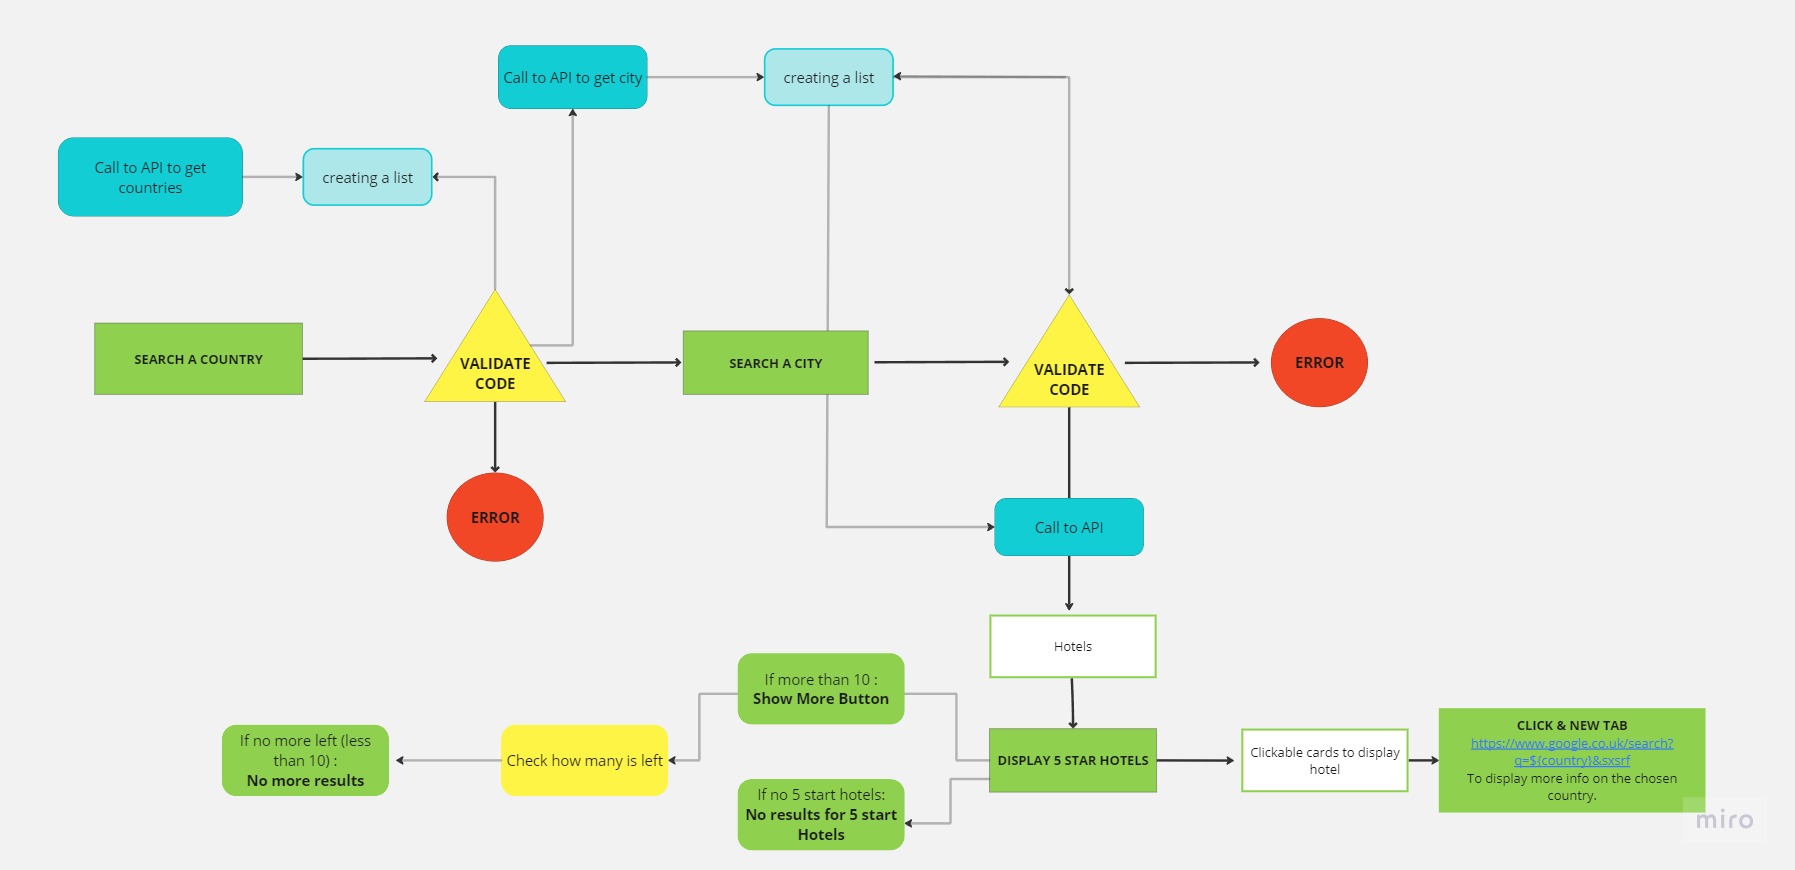 Call to API to get city
creating a list
Call to API to get
countries
creating a list
SEARCH A COUNTRY
VALIDATE
CODE
SEARCH A CITY
VALIDATE
CODE
ERROR
ERROR
Call to API
Hotels
If more than 10 :
Show More Button
If no more left (less
than 10) :
No more results
Check how many is left
DISPLAY 5 STAR HOTELS
Clickable cards to display
hotel
CLICK & NEW TAB
https://www.google.co.uk/search?
q=${country}&sxsrf
To display more info on the chosen
country.
If no 5 start hotels:
No results for 5 start
Hotels
miro